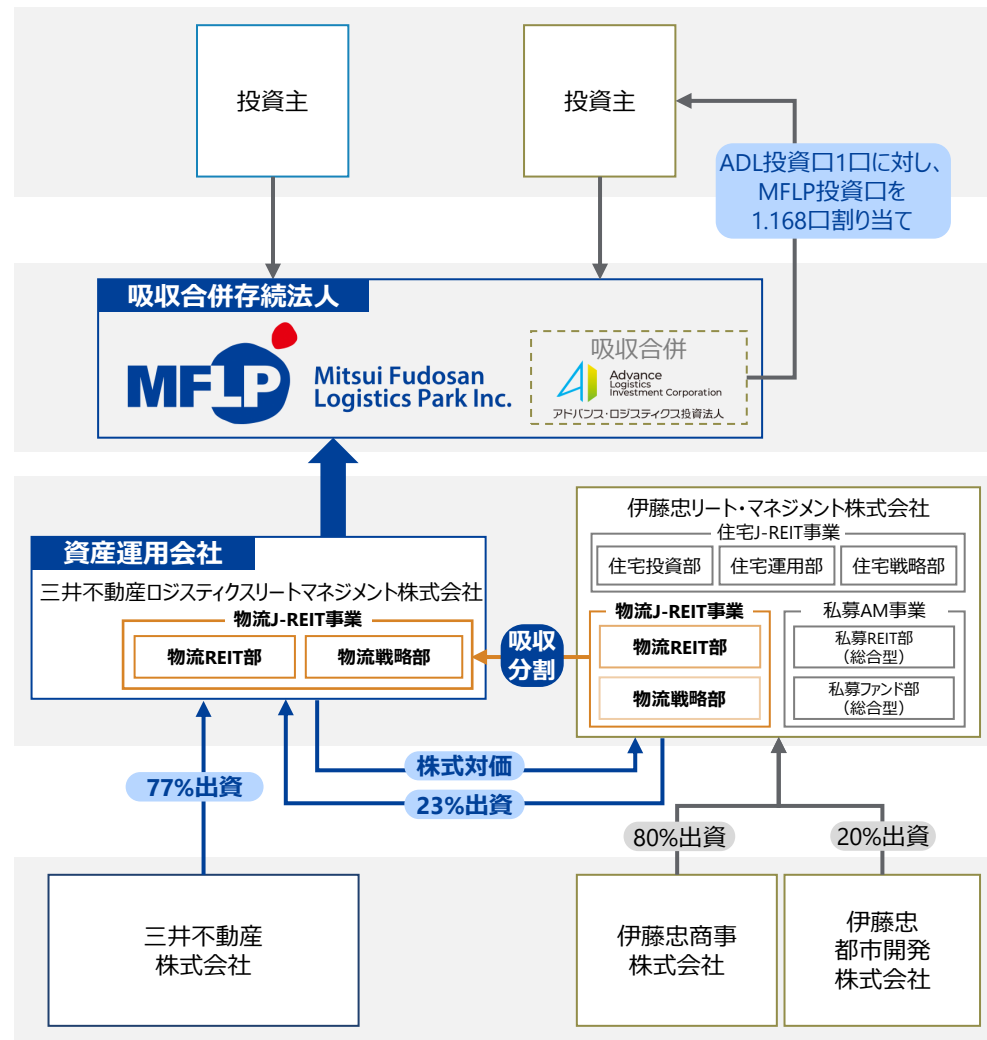 投資主
投資主
ADL投資口1口に対し、
MFLP投資口を
1.168口割り当て
吸収合併存続法人
MFLP
Mitsui Fudosan
Logistics Park Inc.
吸収合併
Advance
Logistics
Investment Corporation
アドバンス・ロジスティクス投資法人
資産運用会社
三井不動産ロジスティクスリートマネジメント株式会社
物流J-REIT事業
物流REIT部
物流戦略部
吸収
分割
伊藤忠リート・マネジメント株式会社
住宅J-REIT事業
住宅投資部
住宅運用部
住宅戦略部
物流J-REIT事業
物流REIT部
物流戦略部
私募AM事業
私募REIT部
（総合型）
私募ファンド部
（総合型）
株式対価
77%出資
23%出資
80%出資
20%出資
三井不動産
株式会社
伊藤忠商事
株式会社
伊藤忠
都市開発
株式会社